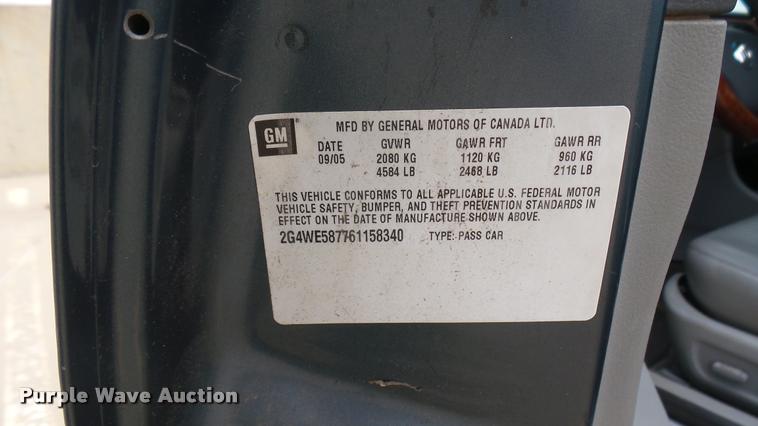 GM
MFD BY GENERAL MOTORS OF CANADA LTD.
DATE GVWR GAWR FRT GAWR RR
09/05 2080 KG 1120 KG 960 KG
4584 LB 2468 LB 2116 LB
THIS VEHICLE CONFORMS TO ALL APPLICABLE U.S. FEDERAL MOTOR
VEHICLE SAFETY, BUMPER, AND THEFT PREVENTION STANDARDS IN
EFFECT ON THE DATE OF MANUFACTURE SHOWN ABOVE.
2G4WE587761158340 TYPE: PASS CAR
Purple Wave Auction